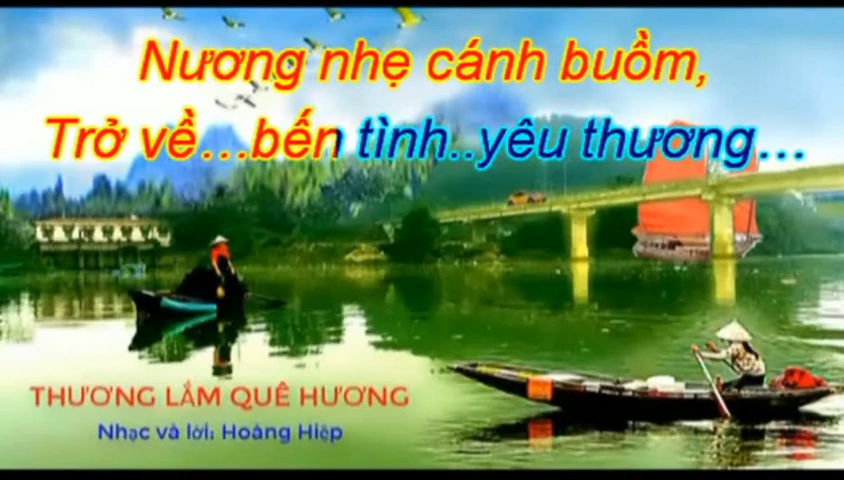 Nương nhẹ cánh buồm,
Trở về...bến tình..yêu thương...
THƯƠNG LẮM QUÊ HƯƠNG
Nhạc và lời: Hoàng Hiệp